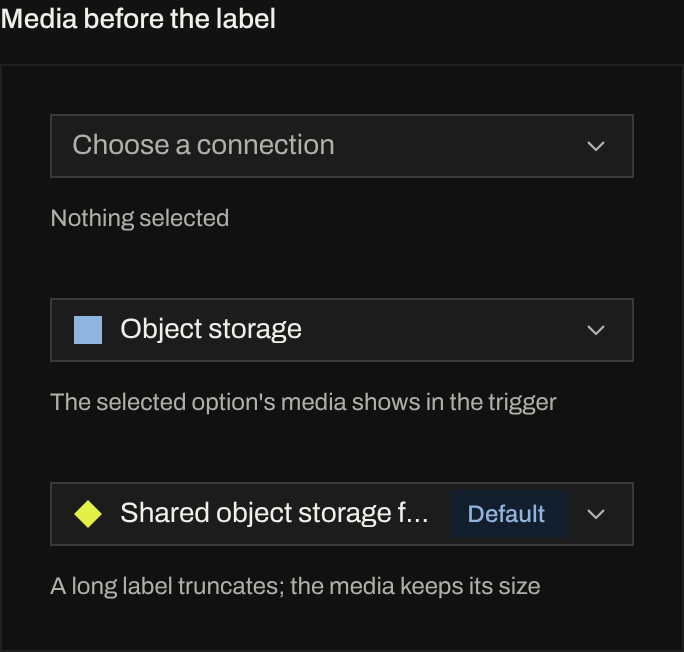 Media before the label
Choose a connection
Nothing selected
Object storage
The selected option's media shows in the trigger
Shared object storage f... Default
A long label truncates; the media keeps its size